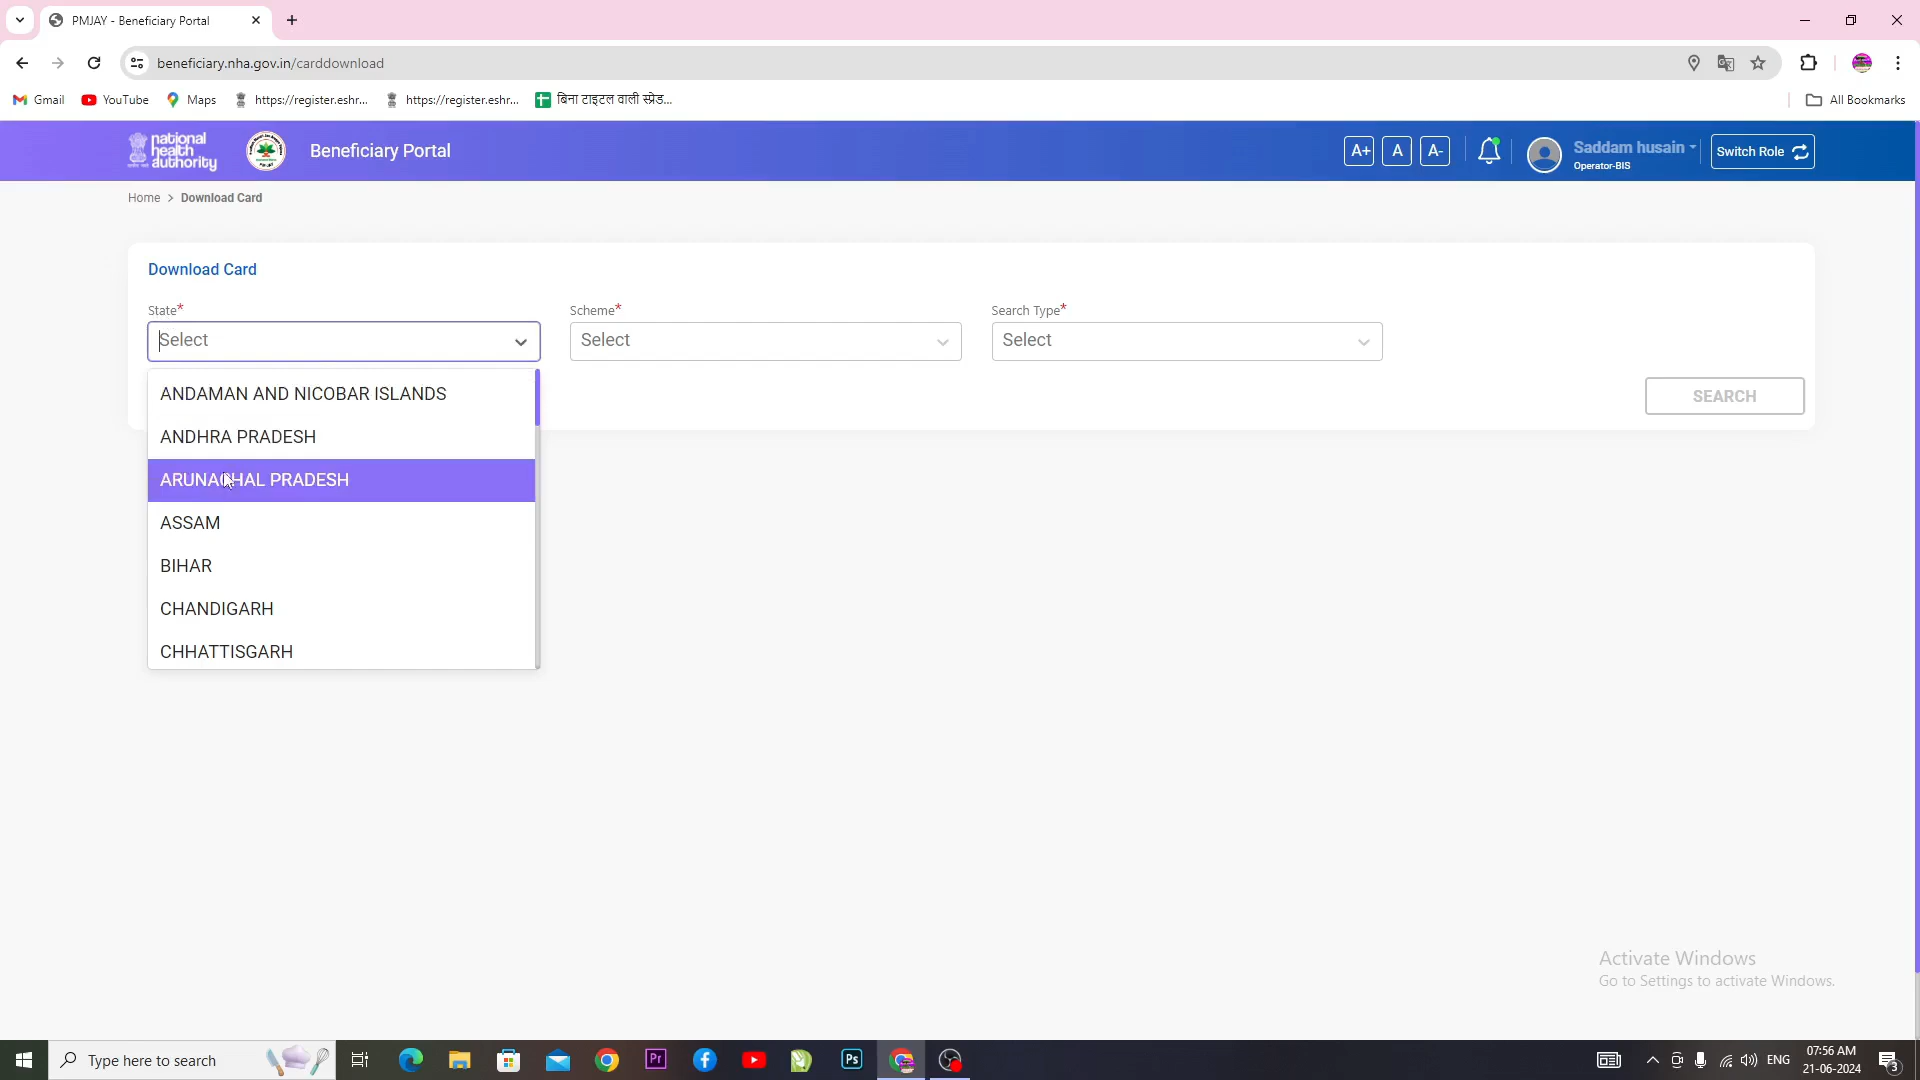 PMJAY - Beneficiary Portal
beneficiary.nha.gov.in/carddownload
Gmail
YouTube
Maps
https://register.eshr...
https://register.eshr...
बिना टाइटल वाली स्प्रेड...
All Bookmarks
national
health
authority
Beneficiary Portal
A+
A
A-
Saddam husain
Operator-BIS
Switch Role
Home > Download Card
Download Card
State*
Scheme*
Search Type*
Select
Select
Select
ANDAMAN AND NICOBAR ISLANDS
SEARCH
ANDHRA PRADESH
ARUNACHAL PRADESH
ASSAM
BIHAR
CHANDIGARH
CHHATTISGARH
Activate Windows
Go to Settings to activate Windows.
Type here to search
Pr
Ps
ENG
07:56 AM
21-06-2024
3